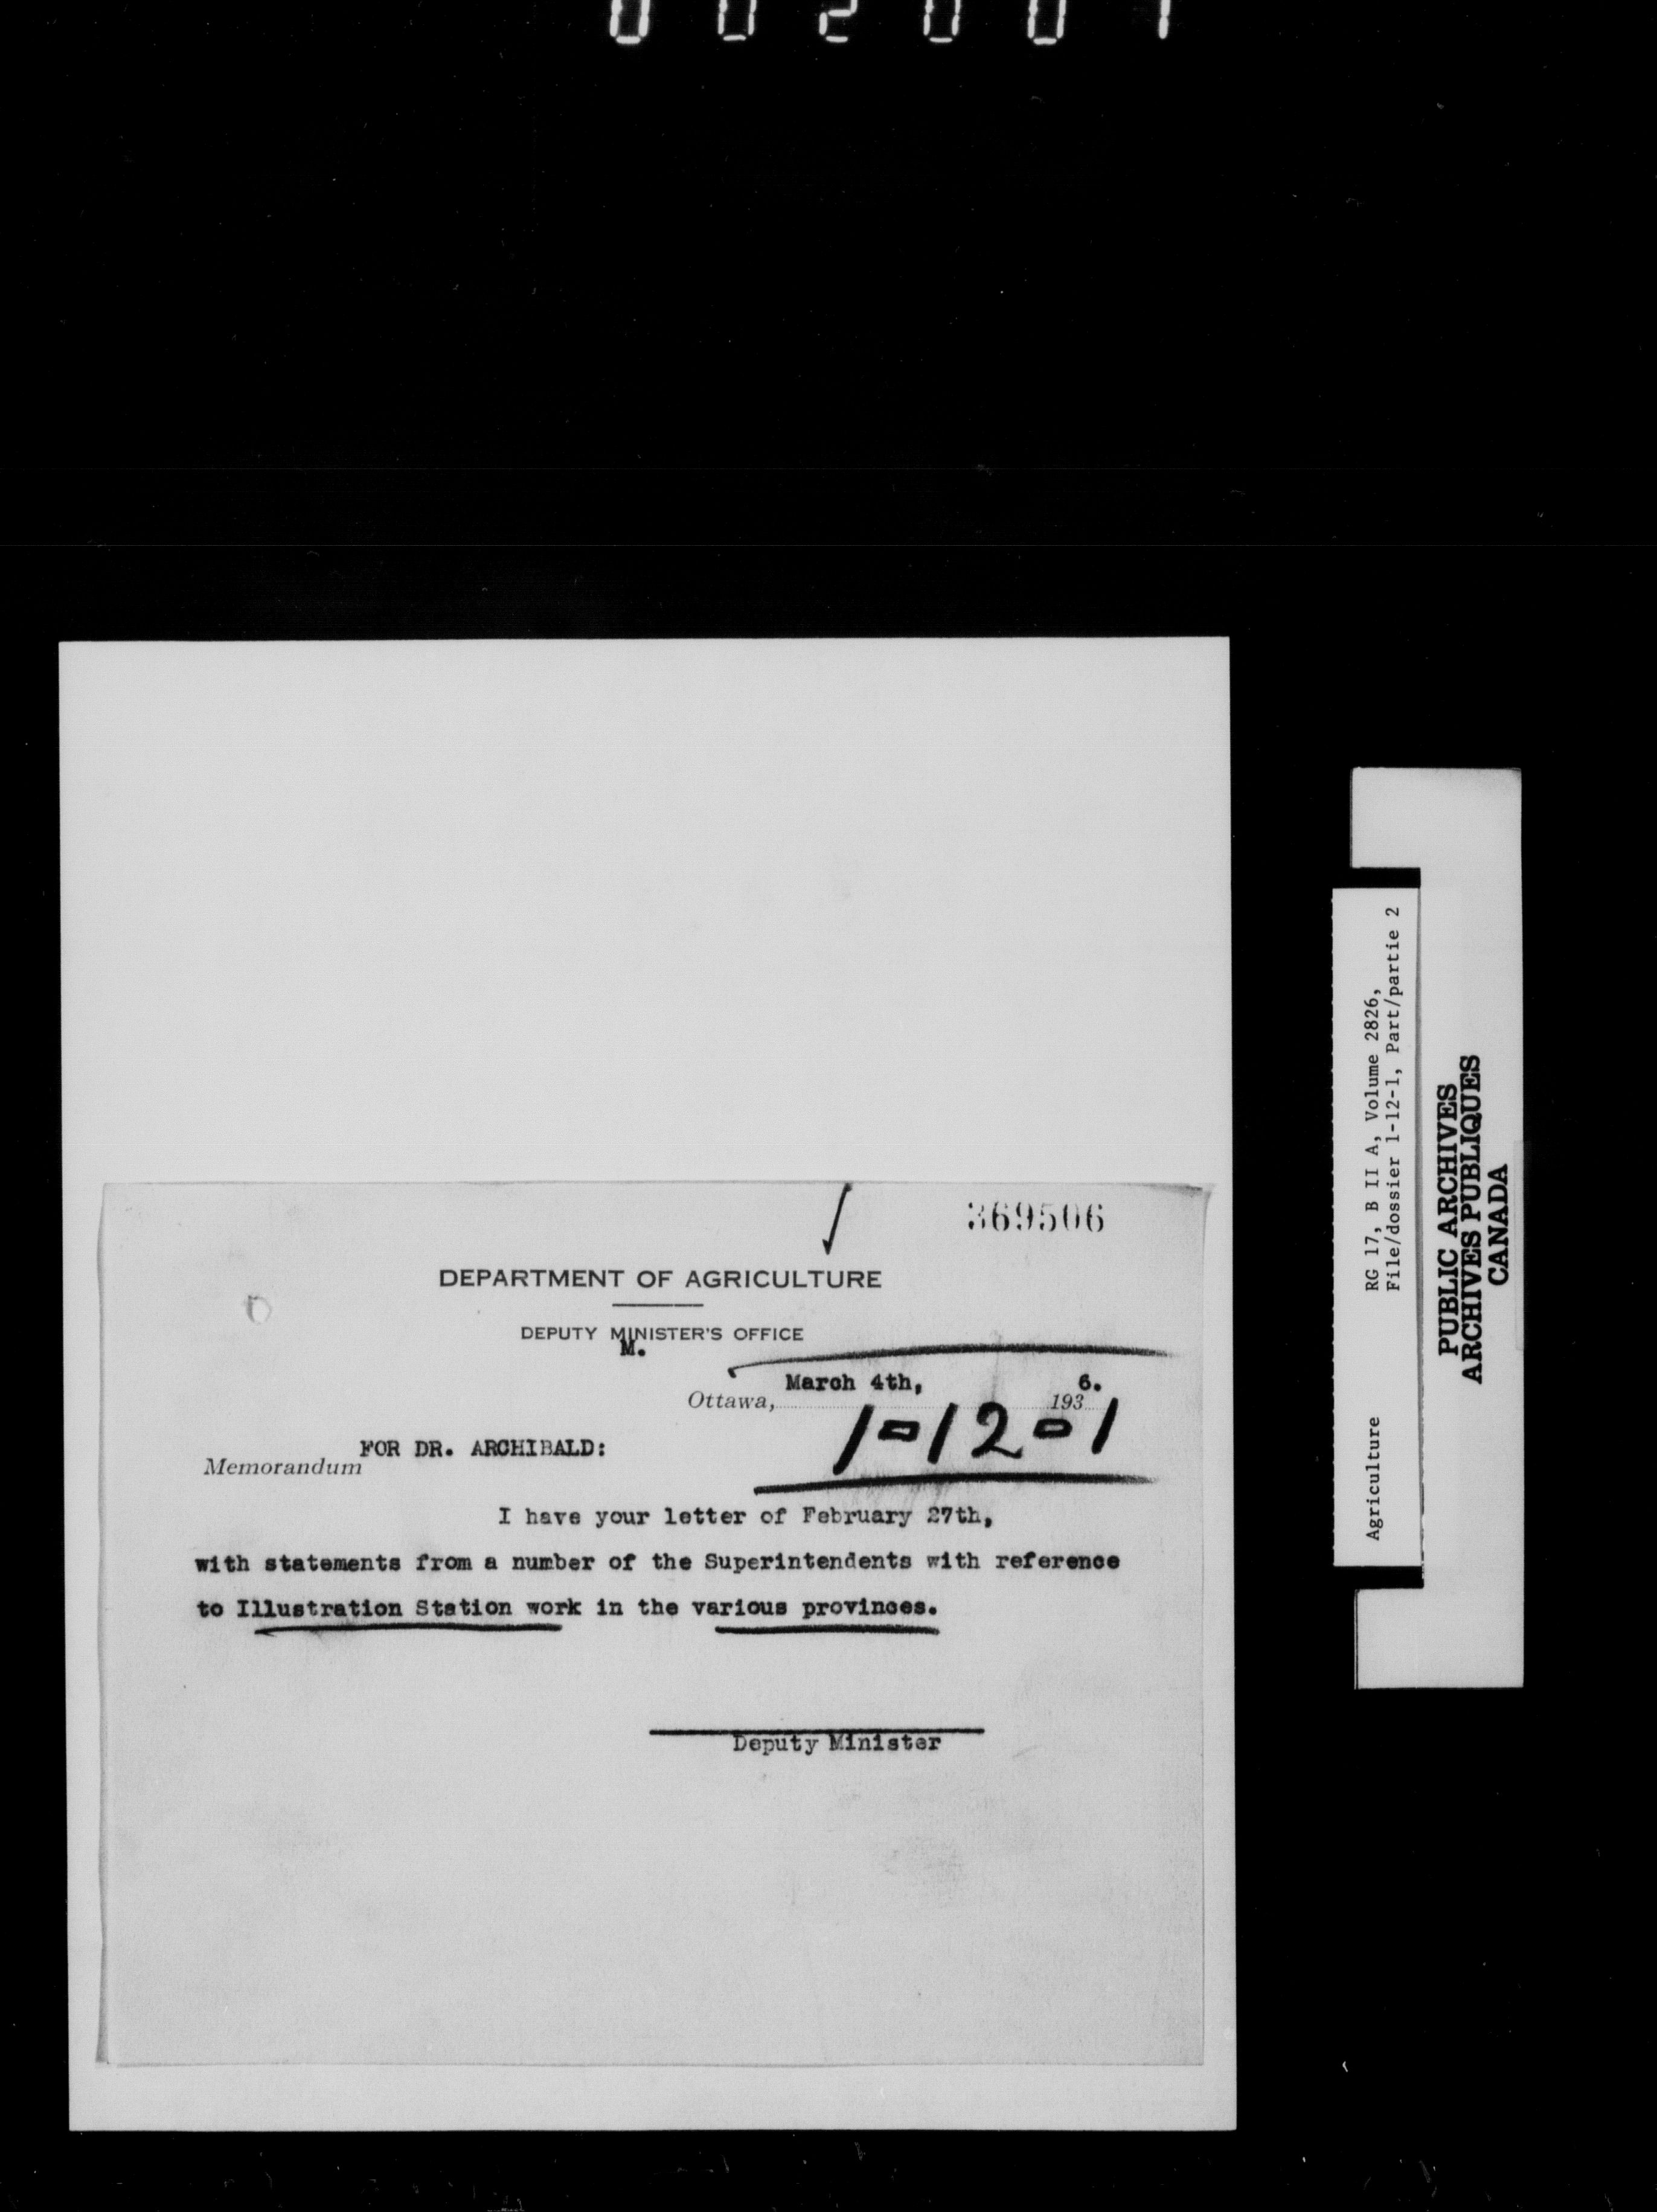 369506
DEPARTMENT OF AGRICULTURE
DEPUTY MINISTER'S OFFICE
M.
March 4th, 6.
Ottawa, 193
1-12-1
FOR DR. ARCHIBALD:
Memorandum
I have your letter of February 27th,
with statements from a number of the Superintendents with reference
to Illustration Station work in the various provinces.
Deputy Minister
Agriculture RG 17, B II A, Volume 2826,
File/dossier 1-12-1, Part/partie 2
PUBLIC ARCHIVES
ARCHIVES PUBLIQUES
CANADA